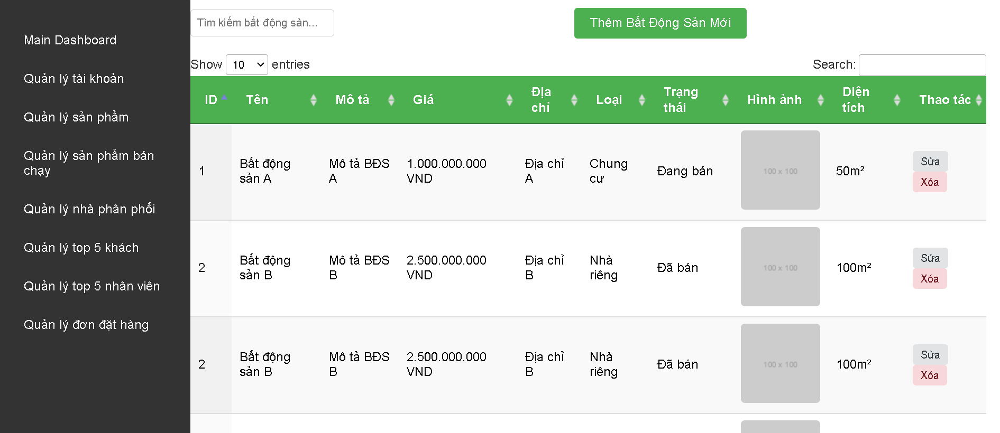 Main Dashboard
Quản lý tài khoản
Quản lý sản phẩm
Quản lý sản phẩm bán
chạy
Quản lý nhà phân phối
Quản lý top 5 khách
Quản lý top 5 nhân viên
Quản lý đơn đặt hàng
Tìm kiếm bất động sản...
Thêm Bất Động Sản Mới
Show 10 entries
Search:
ID Tên Mô tả Giá Địa chỉ Loại Trạng thái Hình ảnh Diện tích Thao tác
1
Bất động
sản A
Mô tả BĐS
A
1.000.000.000
VND
Địa chỉ
A
Chung
cư
Đang bán
100 x 100
50m²
Sửa
Xóa
2
Bất động
sản B
Mô tả BĐS
B
2.500.000.000
VND
Địa chỉ
B
Nhà
riêng
Đã bán
100 x 100
100m²
Sửa
Xóa
2
Bất động
sản B
Mô tả BĐS
B
2.500.000.000
VND
Địa chỉ
B
Nhà
riêng
Đã bán
100 x 100
100m²
Sửa
Xóa